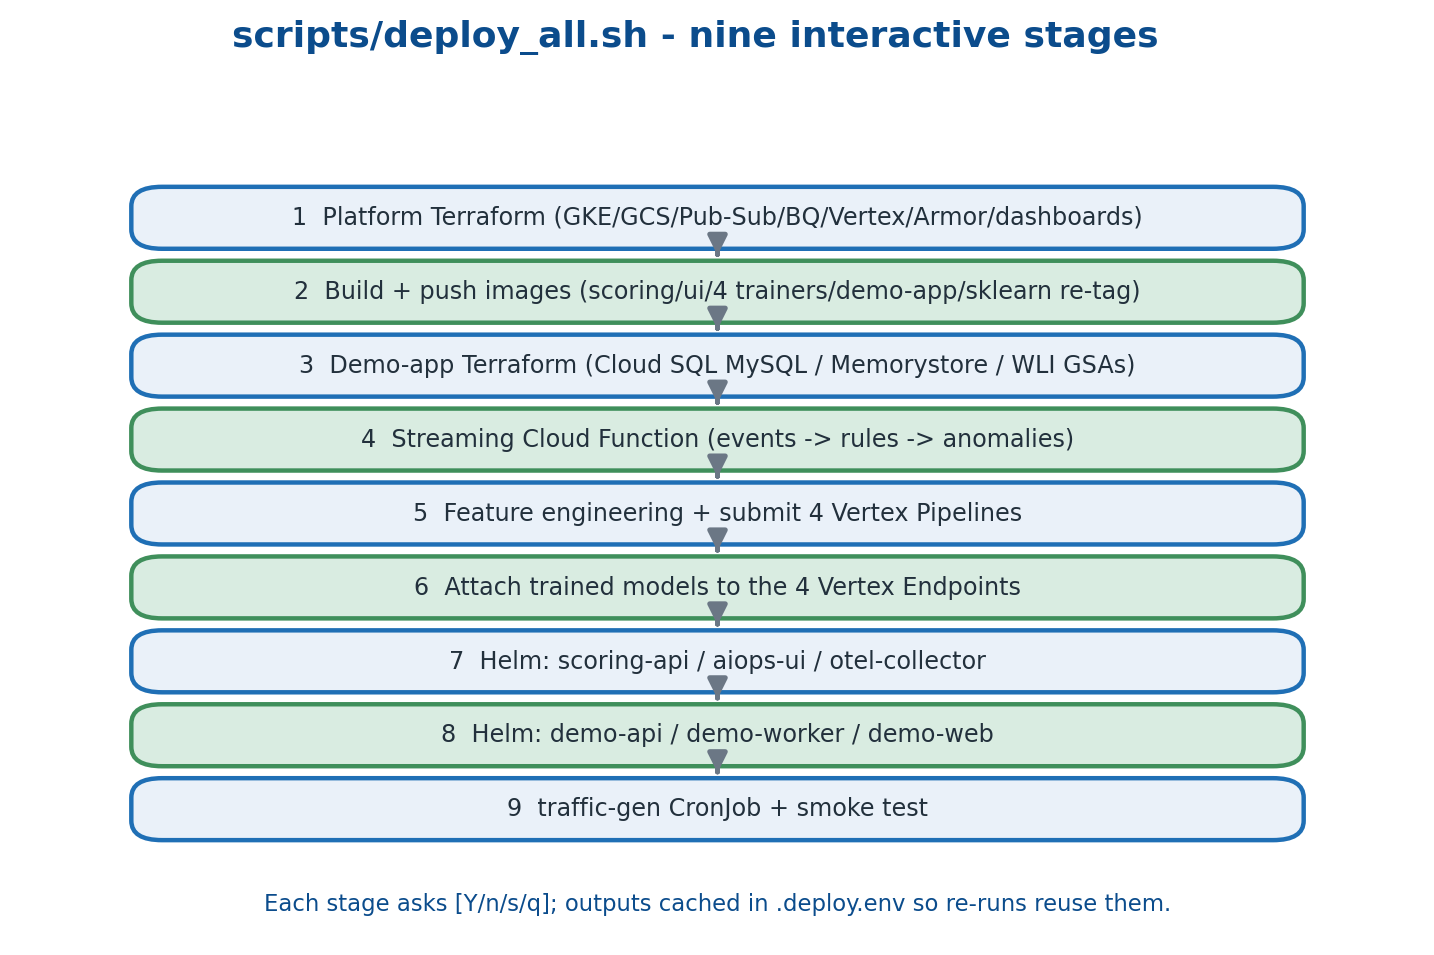 scripts/deploy_all.sh - nine interactive stages
1  Platform Terraform (GKE/GCS/Pub-Sub/BQ/Vertex/Armor/dashboards)
2  Build + push images (scoring/ui/4 trainers/demo-app/sklearn re-tag)
3  Demo-app Terraform (Cloud SQL MySQL / Memorystore / WLI GSAs)
4  Streaming Cloud Function (events -> rules -> anomalies)
5  Feature engineering + submit 4 Vertex Pipelines
6  Attach trained models to the 4 Vertex Endpoints
7  Helm: scoring-api / aiops-ui / otel-collector
8  Helm: demo-api / demo-worker / demo-web
9  traffic-gen CronJob + smoke test
Each stage asks [Y/n/s/q]; outputs cached in .deploy.env so re-runs reuse them.